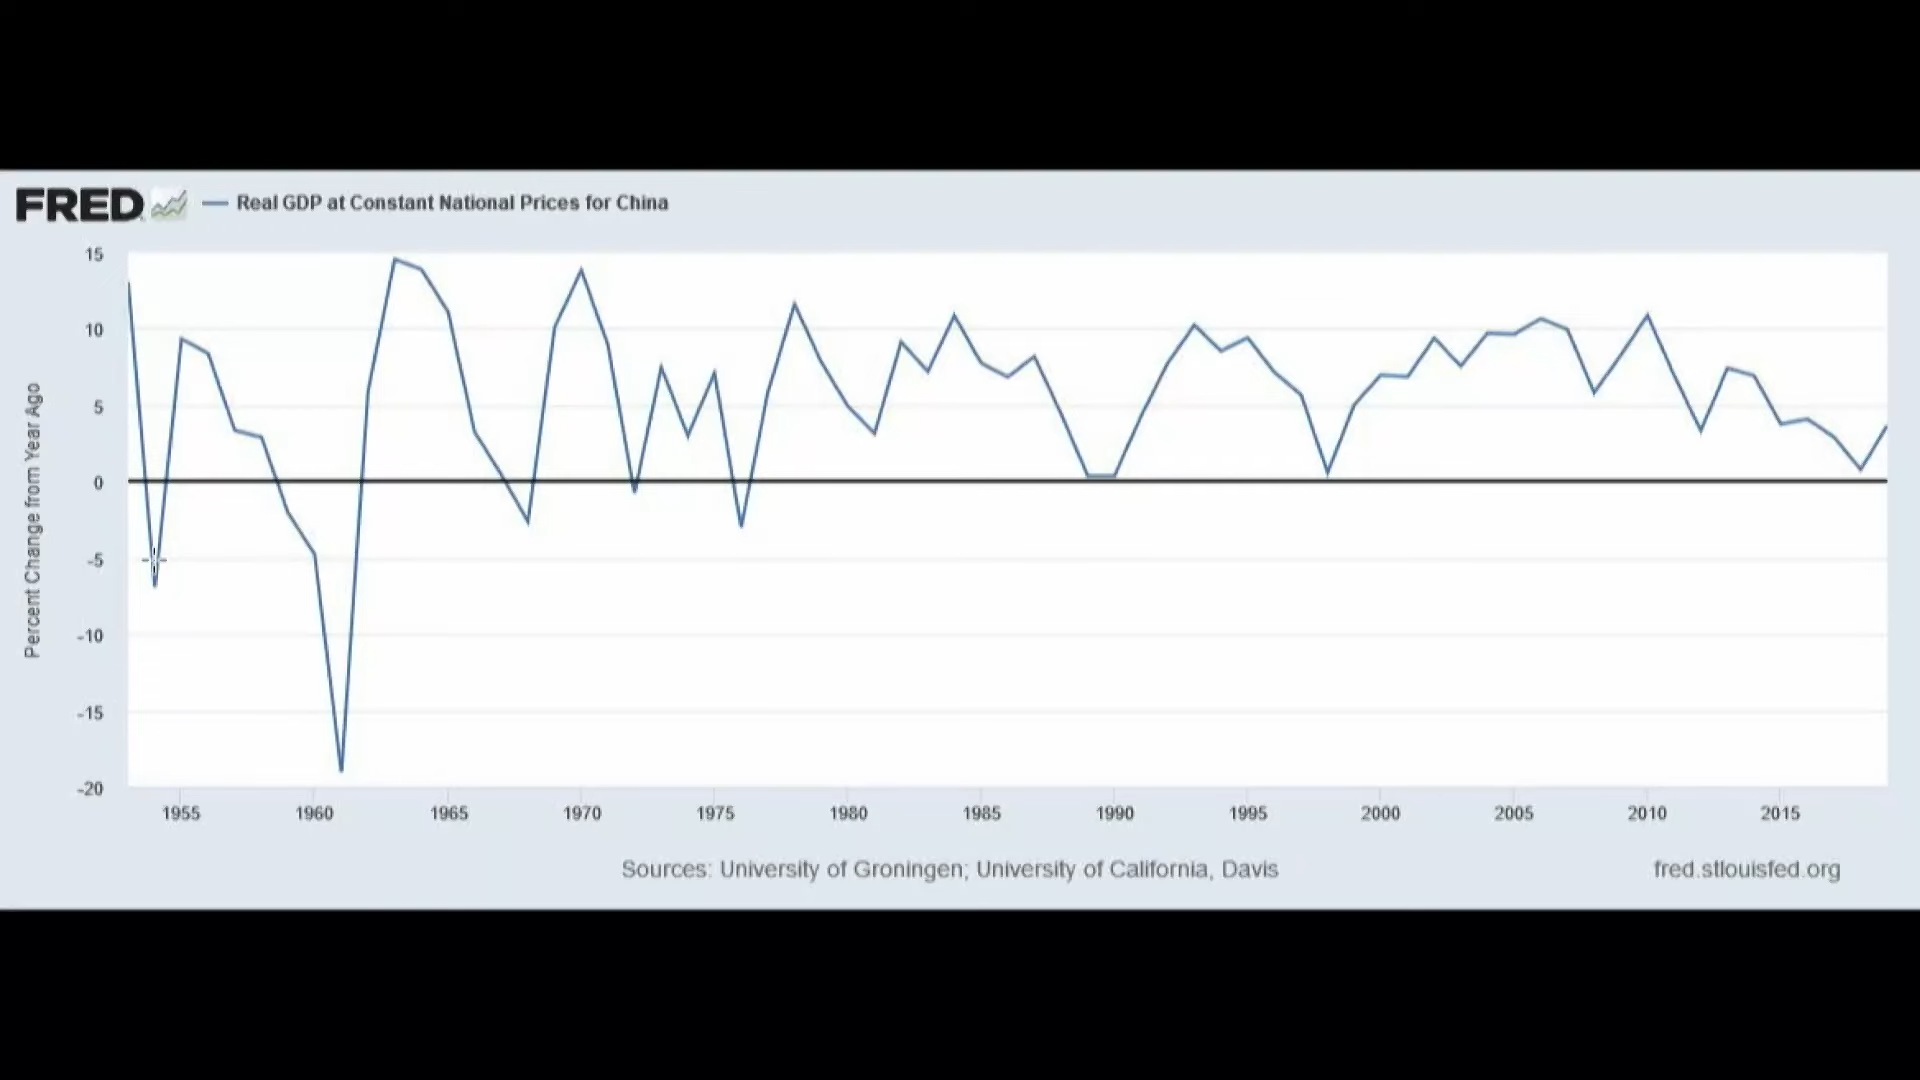 FRED
Real GDP at Constant National Prices for China
Percent Change from Year Ago
15
10
5
0
-5
-10
-15
-20
1955 1960 1965 1970 1975 1980 1985 1990 1995 2000 2005 2010 2015
Sources: University of Groningen; University of California, Davis
fred.stlouisfed.org